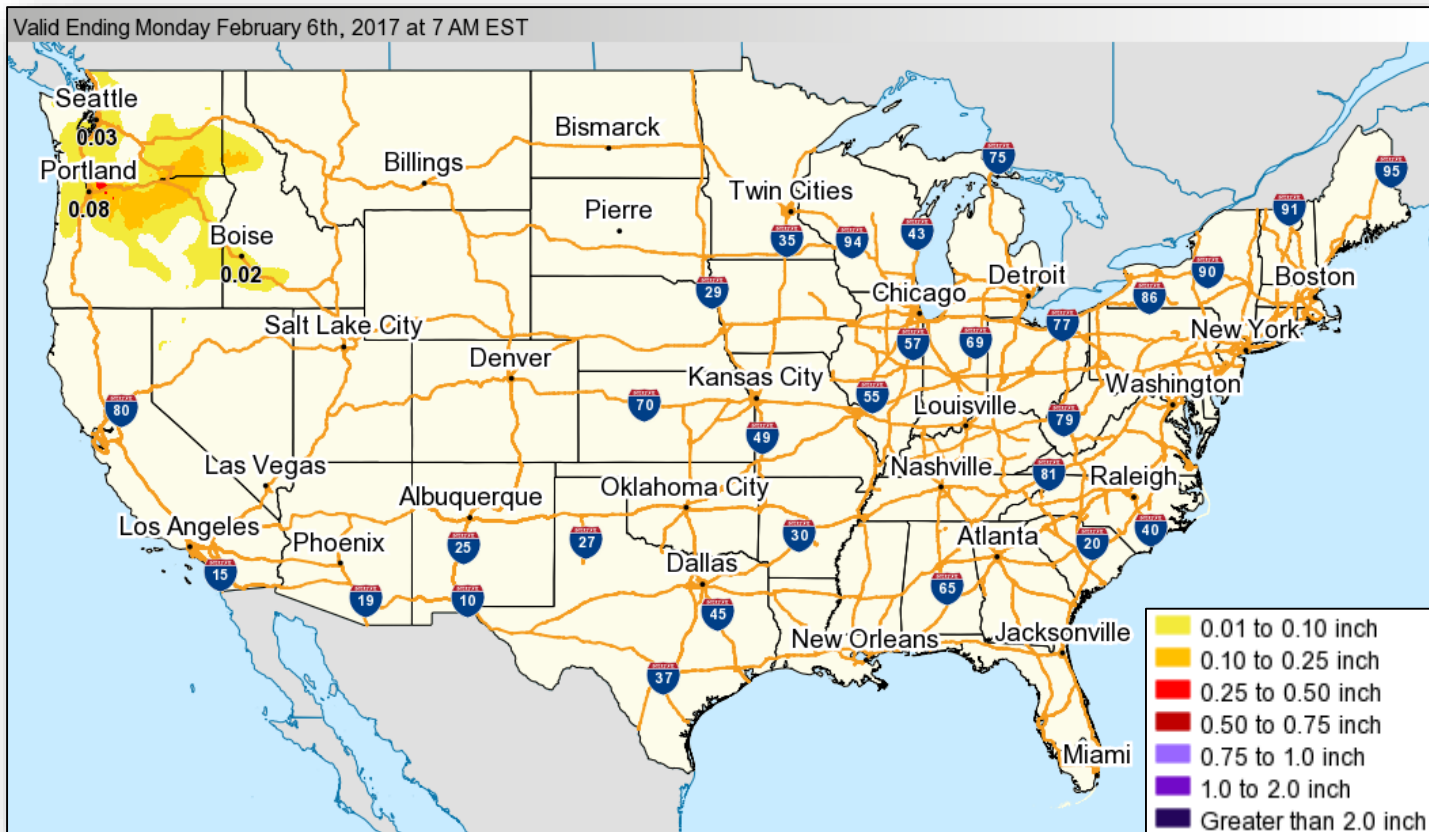 Valid Ending Monday February 6th, 2017 at 7 AM EST
Seattle
0.03
Portland
0.08
Boise
0.02
Billings
Bismarck
Pierre
Twin Cities
75
95
91
35
94
43
90
Detroit
Boston
29
Chicago
86
77
New York
Salt Lake City
57
69
Denver
Kansas City
Washington
80
70
55
Louisville
79
49
Las Vegas
Nashville
81
Raleigh
Albuquerque
Oklahoma City
Los Angeles
Phoenix
25
27
30
Atlanta
20
40
Dallas
15
19
10
65
45
New Orleans
Jacksonville
37
Miami
0.01 to 0.10 inch
0.10 to 0.25 inch
0.25 to 0.50 inch
0.50 to 0.75 inch
0.75 to 1.0 inch
1.0 to 2.0 inch
Greater than 2.0 inch